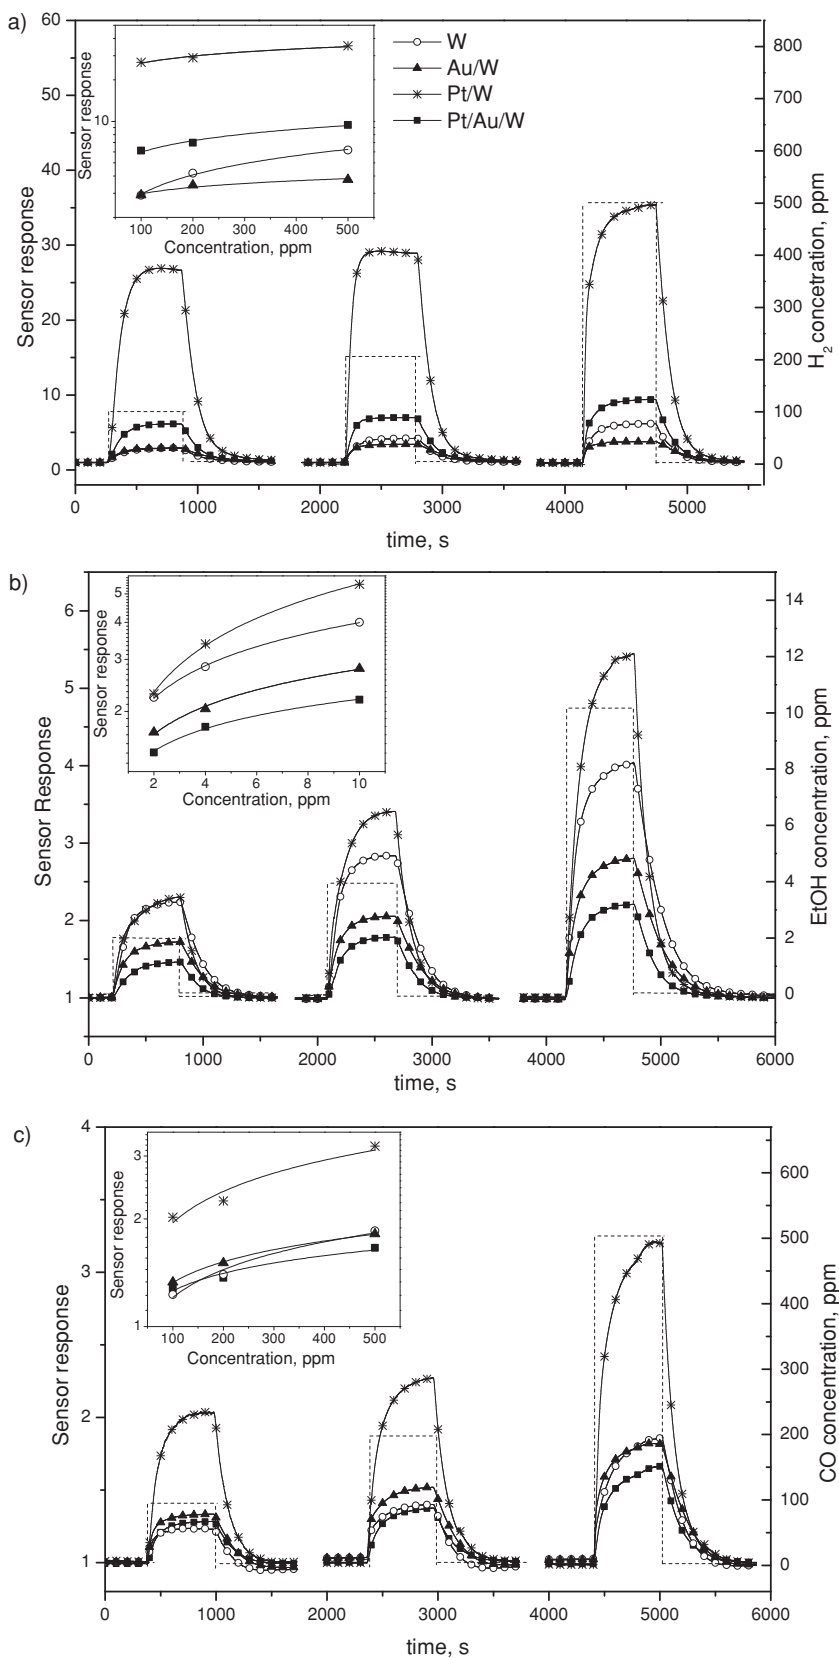 a)
60
50
40
30
20
10
0
Sensor response
800
700
600
500
400
300
200
100
0
H2 concetration, ppm
0 1000 2000 3000 4000 5000
time, s
10
Sensor response
100 200 300 400 500
Concentration, ppm
W
Au/W
Pt/W
Pt/Au/W
b)
6
5
4
3
2
1
Sensor Response
14
12
10
8
6
4
2
0
EtOH concentration, ppm
0 1000 2000 3000 4000 5000 6000
time, s
5
4
3
2
Sensor response
2 4 6 8 10
Concentration, ppm
c)
4
3
2
1
Sensor response
600
500
400
300
200
100
0
CO concentration, ppm
0 1000 2000 3000 4000 5000 6000
time, s
3
2
1
Sensor response
100 200 300 400 500
Concentration, ppm